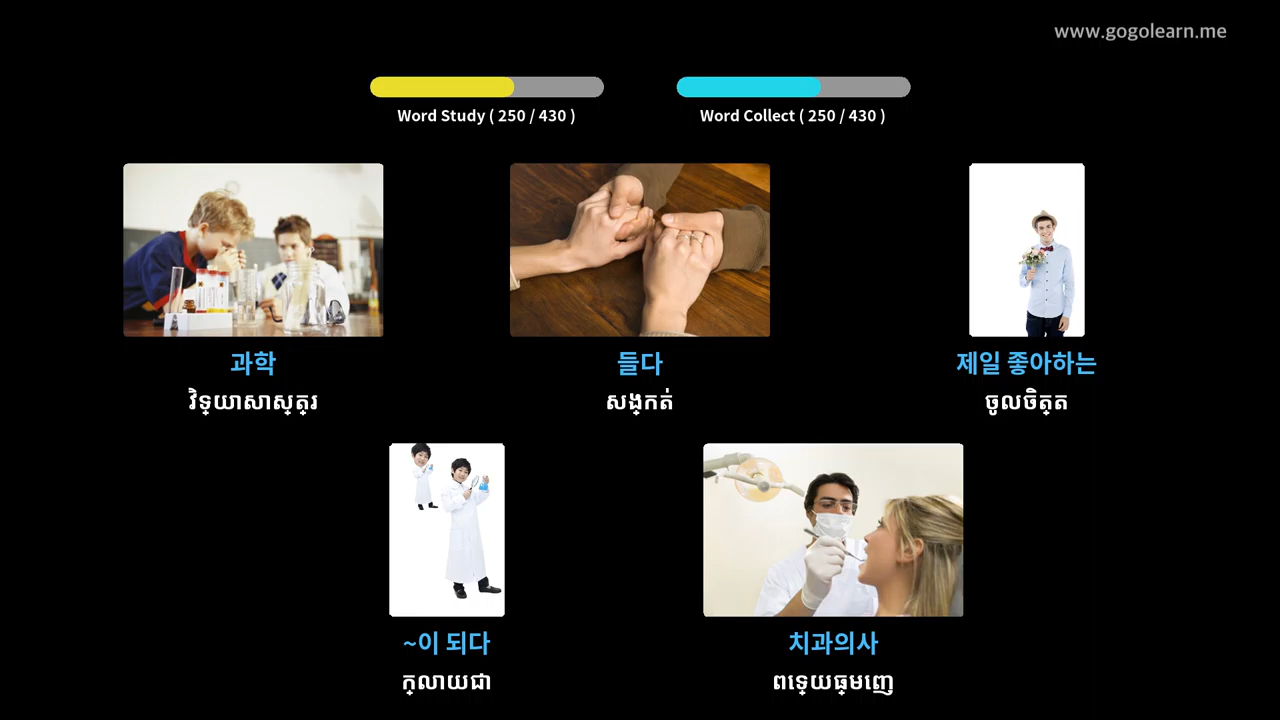 www.gogolearn.me
Word Study ( 250 / 430 )
Word Collect ( 250 / 430 )
과학
វិទ្យាសាស្ត្រ
들다
សង្កត់
제일 좋아하는
ចូលចិត្ត
~이 되다
ក្លាយជា
치과의사
ពេទ្យធ្មេញ